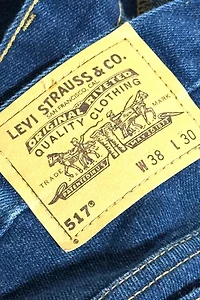 LEVI STRAUSS & CO.
SAN FRANCISCO, CAL.
ORIGINAL RIVETED
QUALITY CLOTHING
TRADE MARK
517®
W 38 L 30